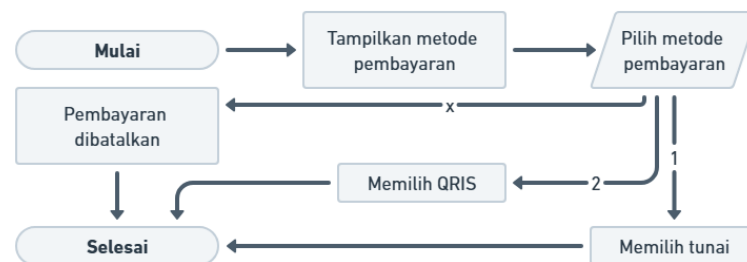 Mulai
Tampilkan metode
pembayaran
Pilih metode
pembayaran
Pembayaran
dibatalkan
x
1
Memilih QRIS
2
Selesai
Memilih tunai